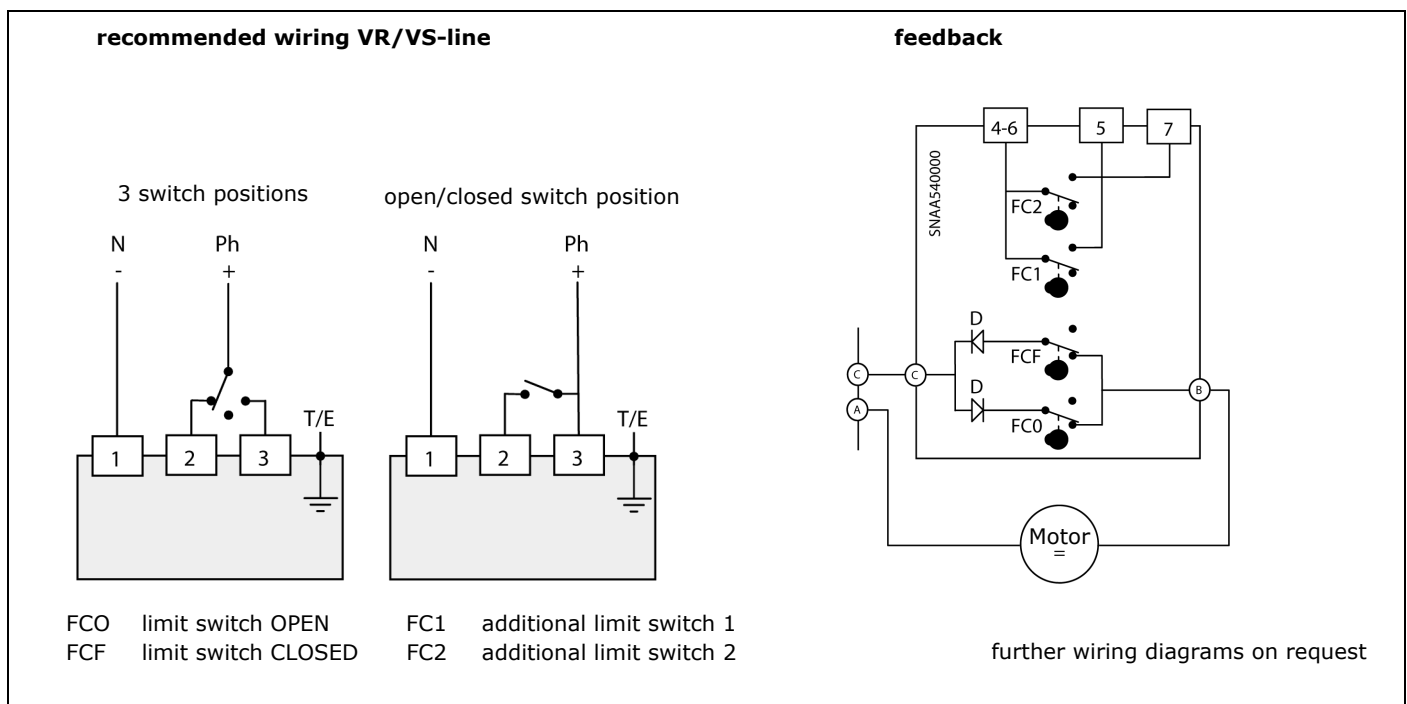 recommended wiring VR/VS-line
feedback
3 switch positions
open/closed switch position
N Ph
- +
T/E
1 2 3
N Ph
- +
T/E
1 2 3
4-6 5 7
SNAA540000
FC2
FC1
D
FCF
D
FC0
C C
A
B
Motor
=
FCO limit switch OPEN
FCF limit switch CLOSED
FC1 additional limit switch 1
FC2 additional limit switch 2
further wiring diagrams on request